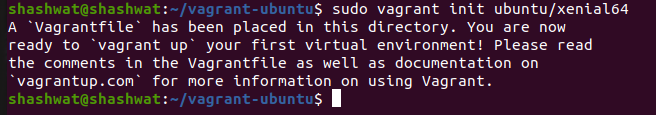 shashwat@shashwat:~/vagrant-ubuntu$ sudo vagrant init ubuntu/xenial64
A `Vagrantfile` has been placed in this directory. You are now
ready to `vagrant up` your first virtual environment! Please read
the comments in the Vagrantfile as well as documentation on
`vagrantup.com` for more information on using Vagrant.
shashwat@shashwat:~/vagrant-ubuntu$